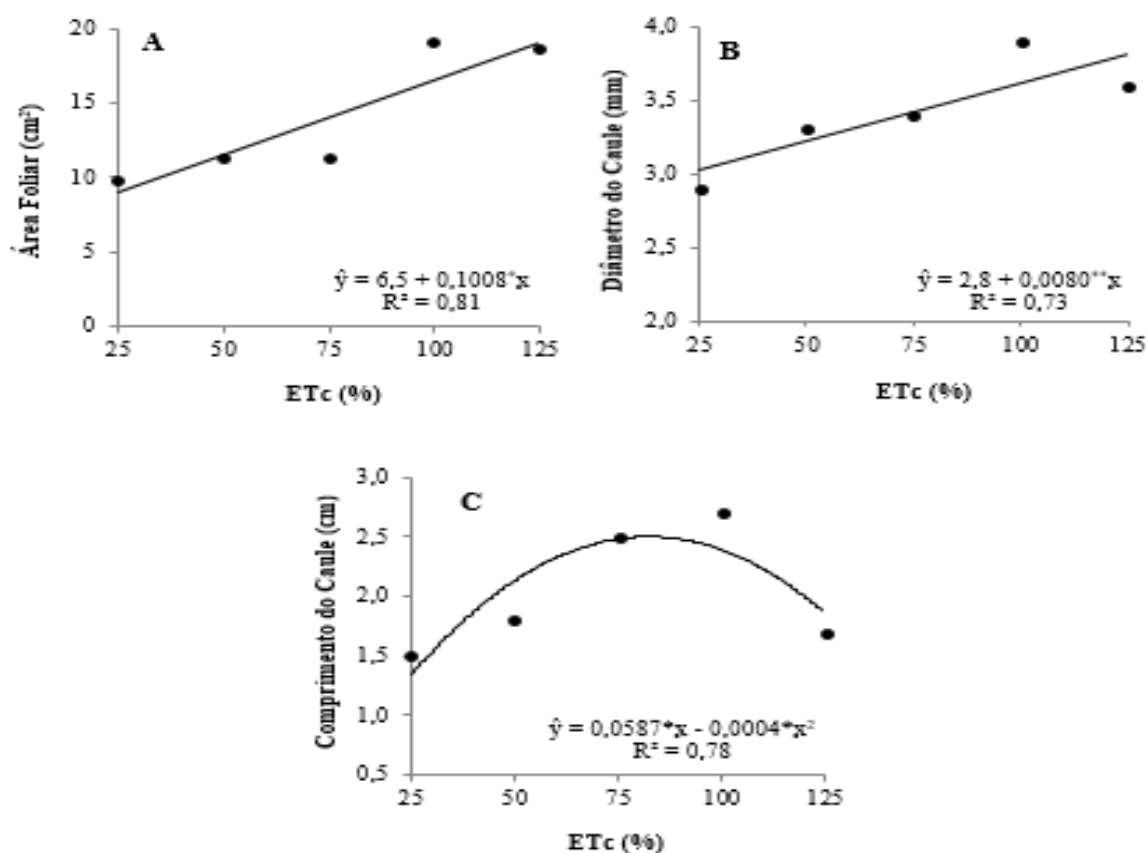 A
Área Foliar (cm²)
20
15
10
5
0
ŷ = 6,5 + 0,1008*x
R² = 0,81
25 50 75 100 125
ETc (%)
B
Diâmetro do Caule (mm)
4,0
3,5
3,0
2,5
2,0
ŷ = 2,8 + 0,0080**x
R² = 0,73
25 50 75 100 125
ETc (%)
C
Comprimento do Caule (cm)
3,0
2,5
2,0
1,5
1,0
0,5
ŷ = 0,0587*x - 0,0004*x²
R² = 0,78
25 50 75 100 125
ETc (%)